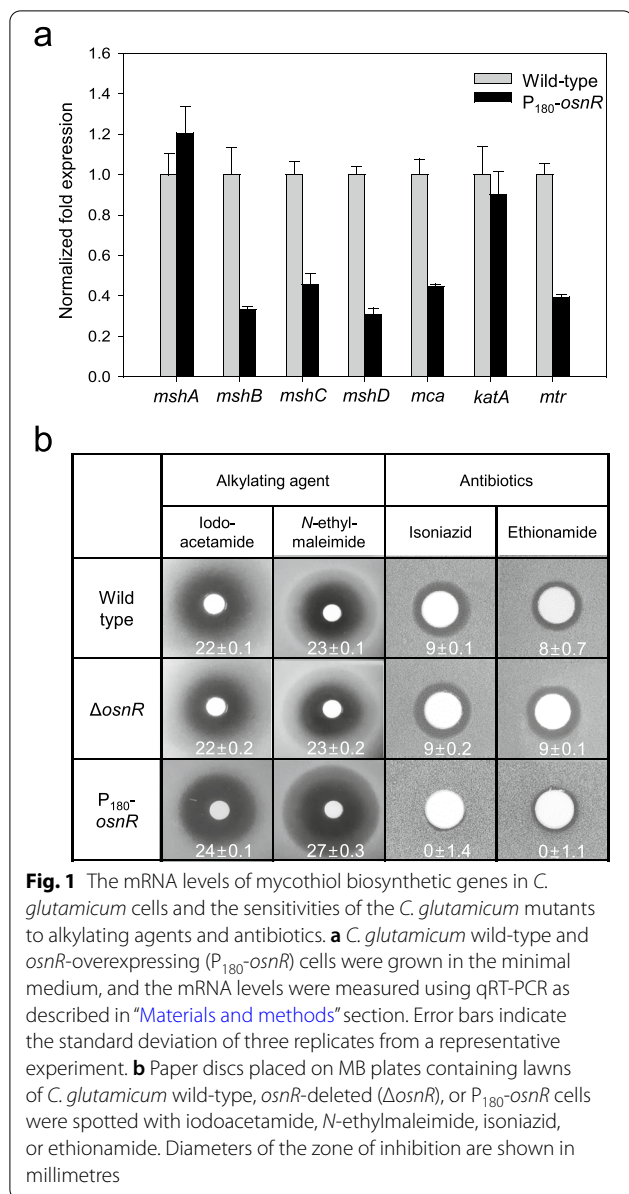 a
Normalized fold expression
1.6
1.4
1.2
1.0
0.8
0.6
0.4
0.2
0.0
Wild-type
P180-osnR
mshA mshB mshC mshD mca katA mtr
b
Alkylating agent Antibiotics
Iodo-
acetamide
N-ethyl-
maleimide
Isoniazid Ethionamide
Wild
type
22±0.1 23±0.1 9±0.1 8±0.7
ΔosnR
22±0.2 23±0.2 9±0.2 9±0.1
P180-
osnR
24±0.1 27±0.3 0±1.4 0±1.1
Fig. 1 The mRNA levels of mycothiol biosynthetic genes in C.
glutamicum cells and the sensitivities of the C. glutamicum mutants
to alkylating agents and antibiotics. a C. glutamicum wild-type and
osnR-overexpressing (P180-osnR) cells were grown in the minimal
medium, and the mRNA levels were measured using qRT-PCR as
described in "Materials and methods" section. Error bars indicate
the standard deviation of three replicates from a representative
experiment. b Paper discs placed on MB plates containing lawns
of C. glutamicum wild-type, osnR-deleted (ΔosnR), or P180-osnR cells
were spotted with iodoacetamide, N-ethylmaleimide, isoniazid,
or ethionamide. Diameters of the zone of inhibition are shown in
millimetres